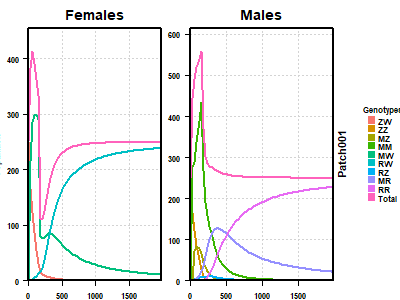 Females
Males
400
300
200
100
0
0
500
1000
1500
600
500
400
300
200
100
0
0
500
1000
1500
Patch001
Genotypes
ZW
ZZ
MZ
MM
MW
RW
RZ
MR
RR
Total